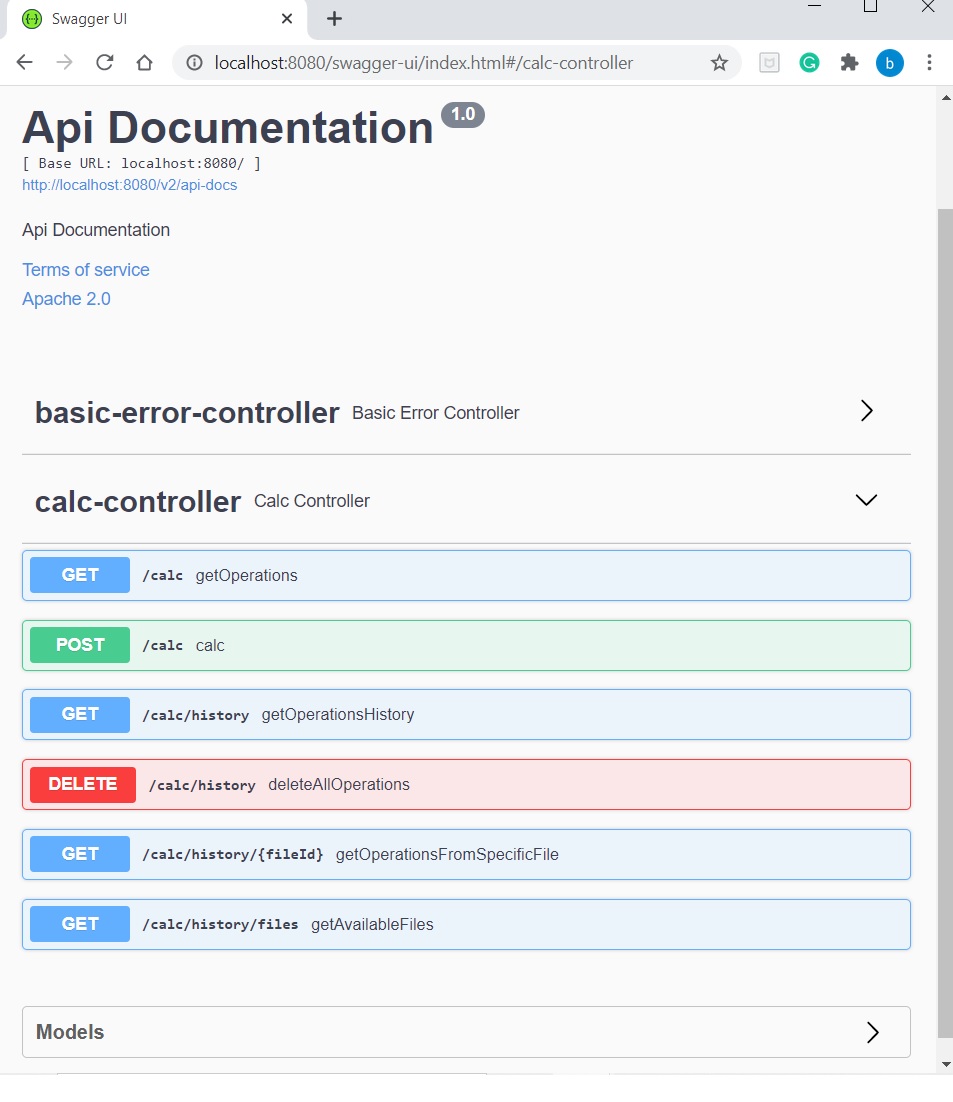 Swagger UI
localhost:8080/swagger-ui/index.html#/calc-controller
b
Api Documentation 1.0
[ Base URL: localhost:8080/ ]
http://localhost:8080/v2/api-docs
Api Documentation
Terms of service
Apache 2.0
basic-error-controller Basic Error Controller
calc-controller Calc Controller
GET /calc getOperations
POST /calc calc
GET /calc/history getOperationsHistory
DELETE /calc/history deleteAllOperations
GET /calc/history/{fileId} getOperationsFromSpecificFile
GET /calc/history/files getAvailableFiles
Models